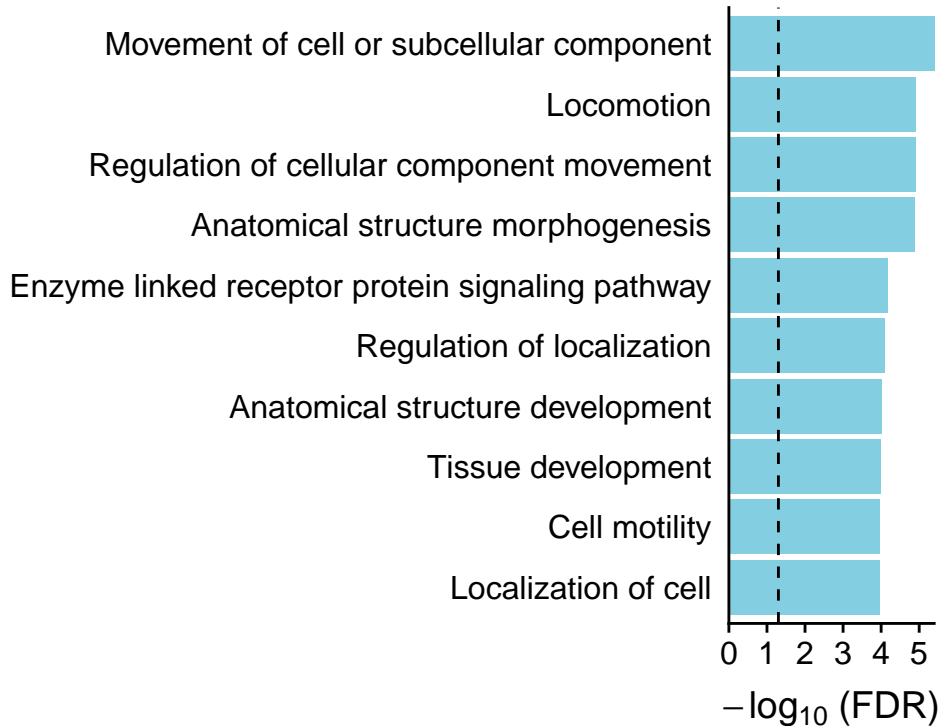 Movement of cell or subcellular component
Locomotion
Regulation of cellular component movement
Anatomical structure morphogenesis
Enzyme linked receptor protein signaling pathway
Regulation of localization
Anatomical structure development
Tissue development
Cell motility
Localization of cell
0 1 2 3 4 5
−log₁₀ (FDR)